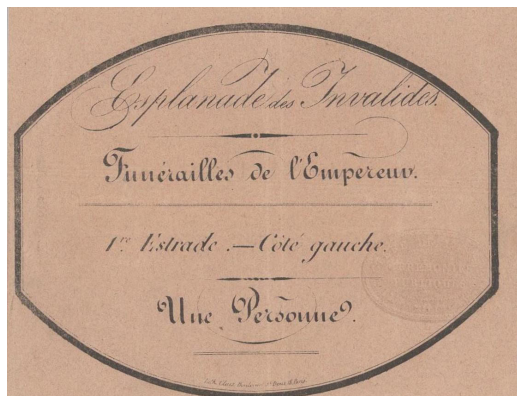 Esplanade des Invalides.
Funérailles de l'Empereur.
1re Estrade. — Côté gauche.
Une Personne.